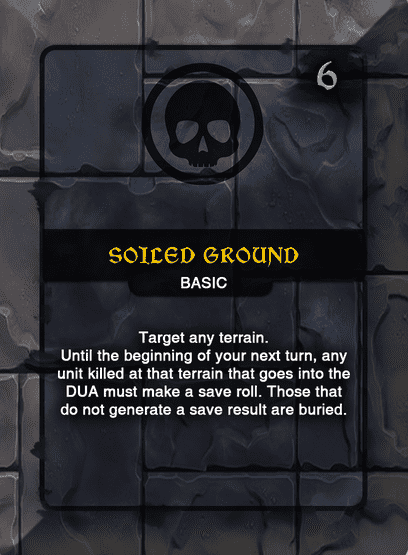 6
SOILED GROUND
BASIC
Target any terrain.
Until the beginning of your next turn, any
unit killed at that terrain that goes into the
DUA must make a save roll. Those that
do not generate a save result are buried.